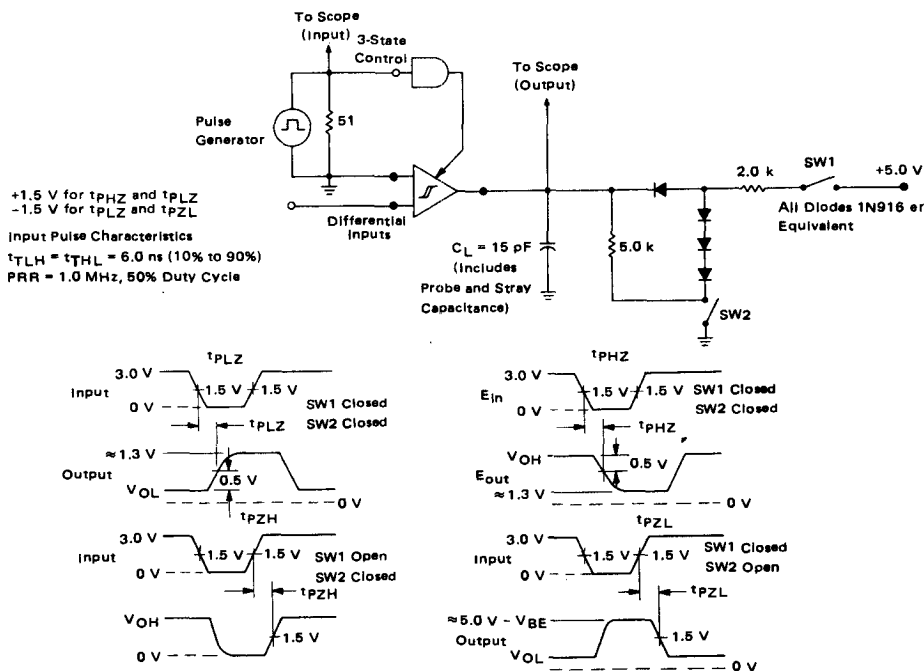 To Scope
(Input)
3-State
Control
To Scope
(Output)
Pulse
Generator
51
SW1
2.0 k
+5.0 V
+1.5 V for tPHZ and tPLZ
−1.5 V for tPLZ and tPZL
Differential
Inputs
All Diodes 1N916 or
Equivalent
Input Pulse Characteristics
tTLH = tTHL = 6.0 ns (10% to 90%)
PRR = 1.0 MHz, 50% Duty Cycle
CL = 15 pF
(Includes
Probe and Stray
Capacitance)
5.0 k
SW2
tPLZ
3.0 V
Input
1.5 V
1.5 V
0 V
SW1 Closed
SW2 Closed
tPLZ
≈1.3 V
Output
0.5 V
VOL
0 V
tPHZ
3.0 V
Ein
1.5 V
1.5 V
0 V
SW1 Closed
SW2 Closed
tPHZ
VOH
0.5 V
Eout
≈1.3 V
0 V
tPZH
3.0 V
Input
1.5 V
1.5 V
0 V
SW1 Open
SW2 Closed
tPZH
VOH
1.5 V
0 V
tPZL
3.0 V
Input
1.5 V
1.5 V
0 V
SW1 Closed
SW2 Open
tPZL
≈5.0 V − VBE
Output
1.5 V
VOL
0 V